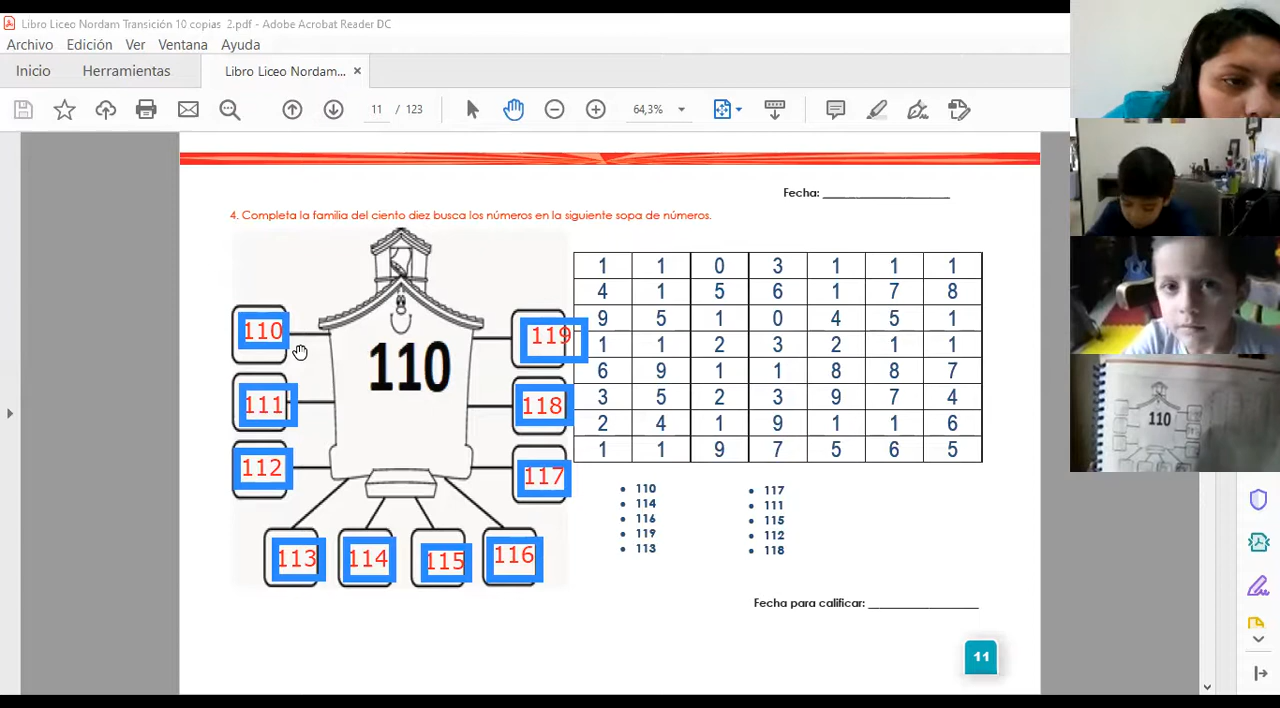 Libro Liceo Nordam Transición 10 copias 2.pdf - Adobe Acrobat Reader DC
Archivo Edición Ver Ventana Ayuda
Inicio Herramientas Libro Liceo Nordam... ×
11 / 123 64,3%
Fecha: ____________________
4. Completa la familia del ciento diez busca los números en la siguiente sopa de números.
110
111
112
113
114
115
116
117
118
119
110
1 1 0 3 1 1 1
4 1 5 6 1 7 8
9 5 1 0 4 5 1
1 1 2 3 2 1 1
6 9 1 1 8 8 7
3 5 2 3 9 7 4
2 4 1 9 1 1 6
1 1 9 7 5 6 5
• 110
• 114
• 116
• 119
• 113
• 117
• 111
• 115
• 112
• 118
Fecha para calificar: ____________________
11
110